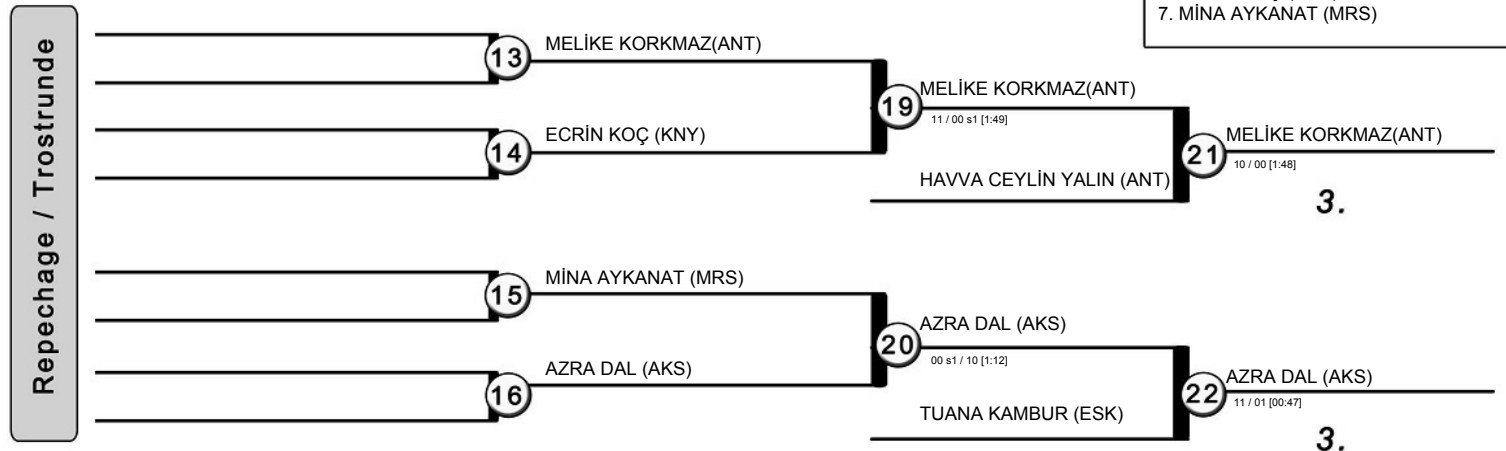 7. MİNA AYKANAT (MRS)
Repechage / Trostrunde
13
MELİKE KORKMAZ(ANT)
14
ECRİN KOÇ (KNY)
19
MELİKE KORKMAZ(ANT)
11 / 00 s1 [1:49]
HAVVA CEYLİN YALIN (ANT)
21
MELİKE KORKMAZ(ANT)
10 / 00 [1:48]
3.
15
MİNA AYKANAT (MRS)
16
AZRA DAL (AKS)
20
AZRA DAL (AKS)
00 s1 / 10 [1:12]
TUANA KAMBUR (ESK)
22
AZRA DAL (AKS)
11 / 01 [00:47]
3.